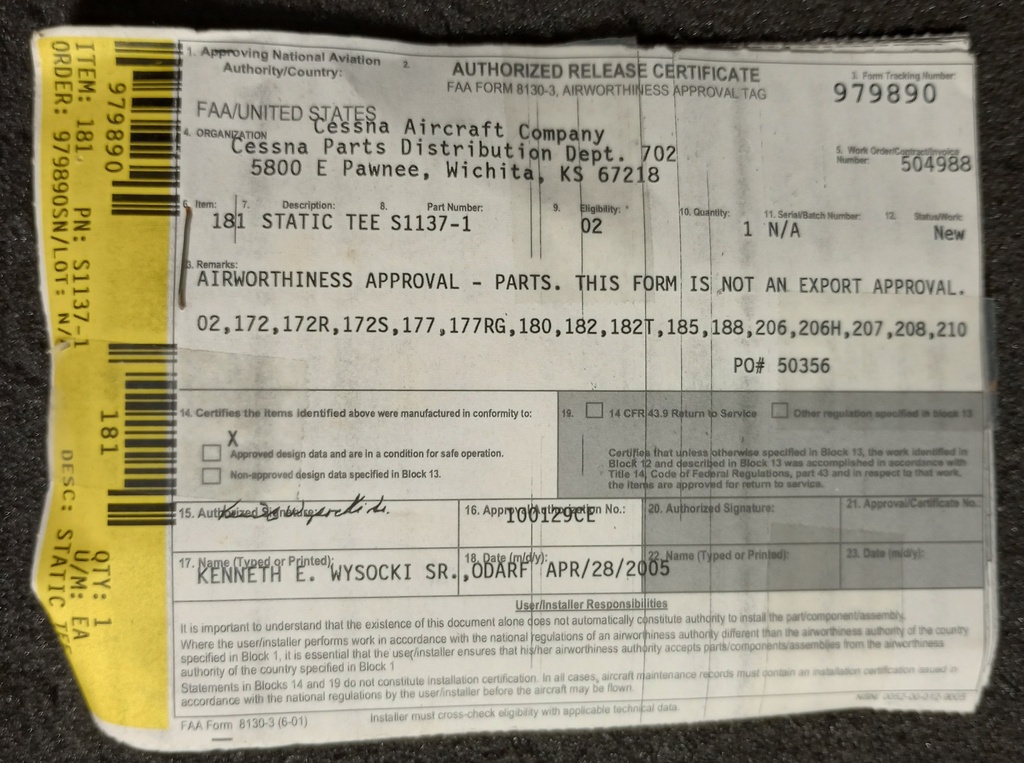 1. Approving National Aviation Authority/Country:
2.
AUTHORIZED RELEASE CERTIFICATE
FAA FORM 8130-3, AIRWORTHINESS APPROVAL TAG
3. Form Tracking Number:
979890
FAA/UNITED STATES
4. ORGANIZATION
Cessna Aircraft Company
Cessna Parts Distribution Dept. 702
5800 E Pawnee, Wichita, KS 67218
5. Work Order/Contract/Invoice Number:
504988
6. Item: 7. Description: 8. Part Number: 9. Eligibility: * 10. Quantity: 11. Serial/Batch Number: 12. Status/Work:
181 STATIC TEE S1137-1 02 1 N/A New
Remarks:
AIRWORTHINESS APPROVAL - PARTS. THIS FORM IS NOT AN EXPORT APPROVAL.
02,172,172R,172S,177,177RG,180,182,182T,185,188,206,206H,207,208,210
PO# 50356
14. Certifies the items identified above were manufactured in conformity to:
X
Approved design data and are in a condition for safe operation.
Non-approved design data specified in Block 13.
19. 14 CFR 43.9 Return to Service Other regulation specified in block 13
Certifies that unless otherwise specified in Block 13, the work identified in
Block 12 and described in Block 13 was accomplished in accordance with
Title 14, Code of Federal Regulations, part 43 and in respect to that work,
the items are approved for return to service.
15. Authorized Signature:
16. Approval/Authorization No.:
100129CE
20. Authorized Signature:
21. Approval/Certificate No.
17. Name (Typed or Printed):
KENNETH E. WYSOCKI SR.,ODARF
18. Date (m/d/y):
APR/28/2005
22. Name (Typed or Printed):
23. Date (m/d/y):
User/Installer Responsibilities
It is important to understand that the existence of this document alone does not automatically constitute authority to install the part/component/assembly.
Where the user/installer performs work in accordance with the national regulations of an airworthiness authority different than the airworthiness authority of the country
specified in Block 1, it is essential that the user/installer ensures that his/her airworthiness authority accepts parts/components/assemblies from the airworthiness
authority of the country specified in Block 1
Statements in Blocks 14 and 19 do not constitute installation certification. In all cases, aircraft maintenance records must contain an installation certification issued in
accordance with the national regulations by the user/installer before the aircraft may be flown.
FAA Form 8130-3 (6-01)
Installer must cross-check eligibility with applicable technical data.
979890
181
ITEM: 181 PN: S1137-1 QTY: 1
U/M: EA
ORDER: 979890SN/LOT: N/A DESC: STATIC TE